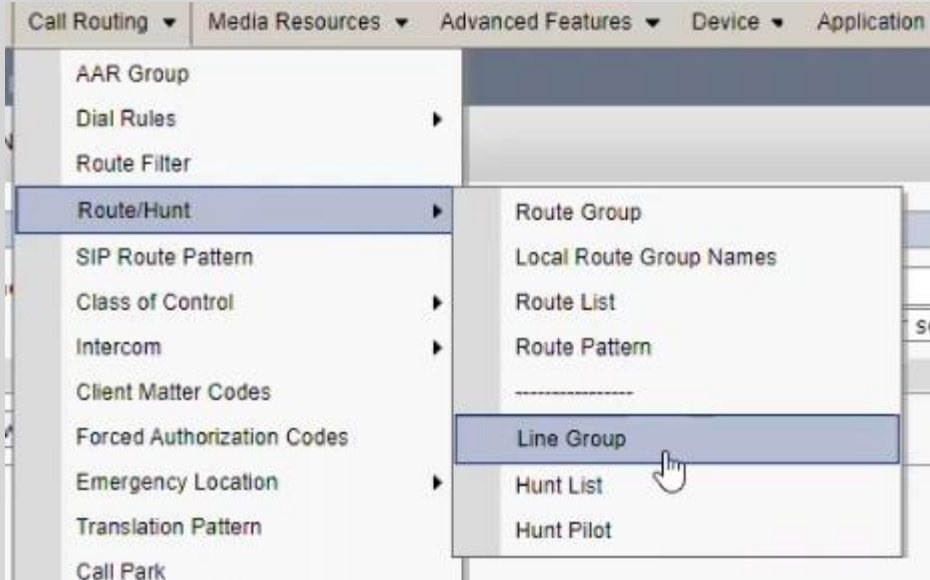 Call Routing Media Resources Advanced Features Device Application
AAR Group
Dial Rules
Route Filter
Route/Hunt
SIP Route Pattern
Class of Control
Intercom
Client Matter Codes
Forced Authorization Codes
Emergency Location
Translation Pattern
Call Park
Route Group
Local Route Group Names
Route List
Route Pattern
----------------
Line Group
Hunt List
Hunt Pilot